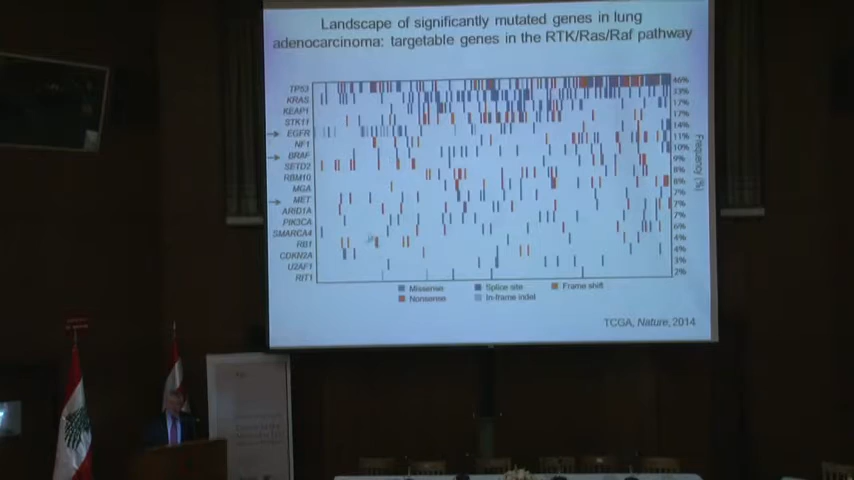 Landscape of significantly mutated genes in lung
adenocarcinoma: targetable genes in the RTK/Ras/Raf pathway
TP53
KRAS
KEAP1
STK11
EGFR
NF1
BRAF
SETD2
RBM10
MGA
MET
ARID1A
PIK3CA
SMARCA4
RB1
CDKN2A
U2AF1
RIT1
46%
33%
17%
17%
14%
11%
10%
9%
8%
8%
7%
7%
7%
6%
4%
4%
3%
2%
Frequency (%)
Missense
Splice site
Frame shift
Nonsense
In-frame indel
TCGA, Nature, 2014